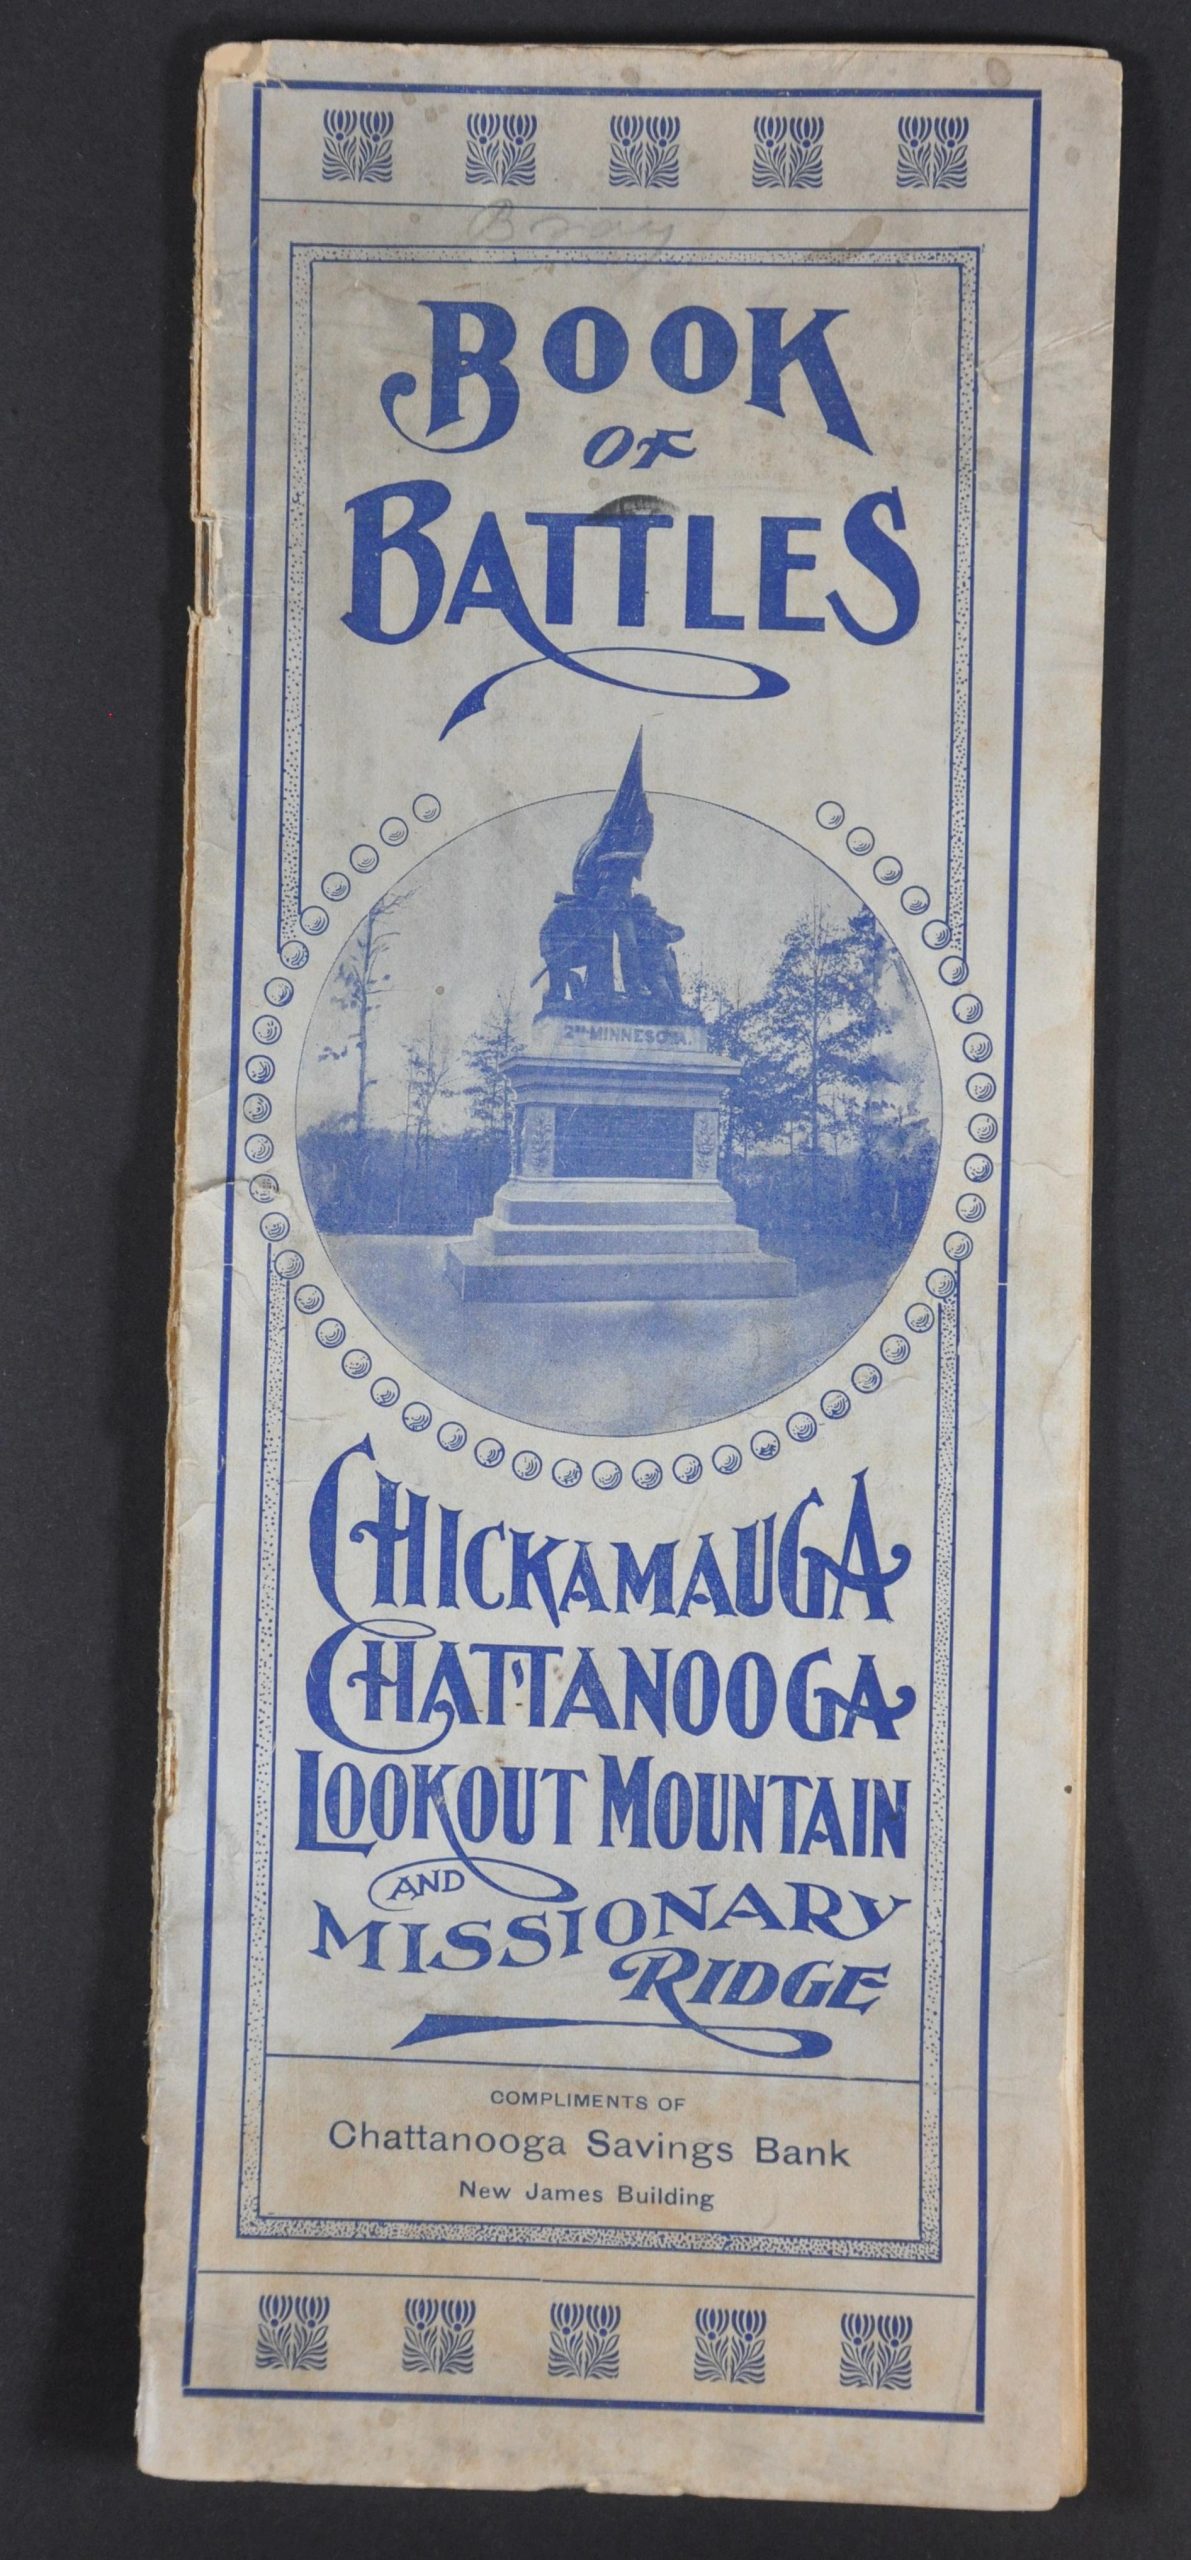 Bray
BOOK
OF
BATTLES
2ND MINNESOTA.
CHICKAMAUGA
CHATTANOOGA
LOOKOUT MOUNTAIN
AND
MISSIONARY
RIDGE
COMPLIMENTS OF
Chattanooga Savings Bank
New James Building